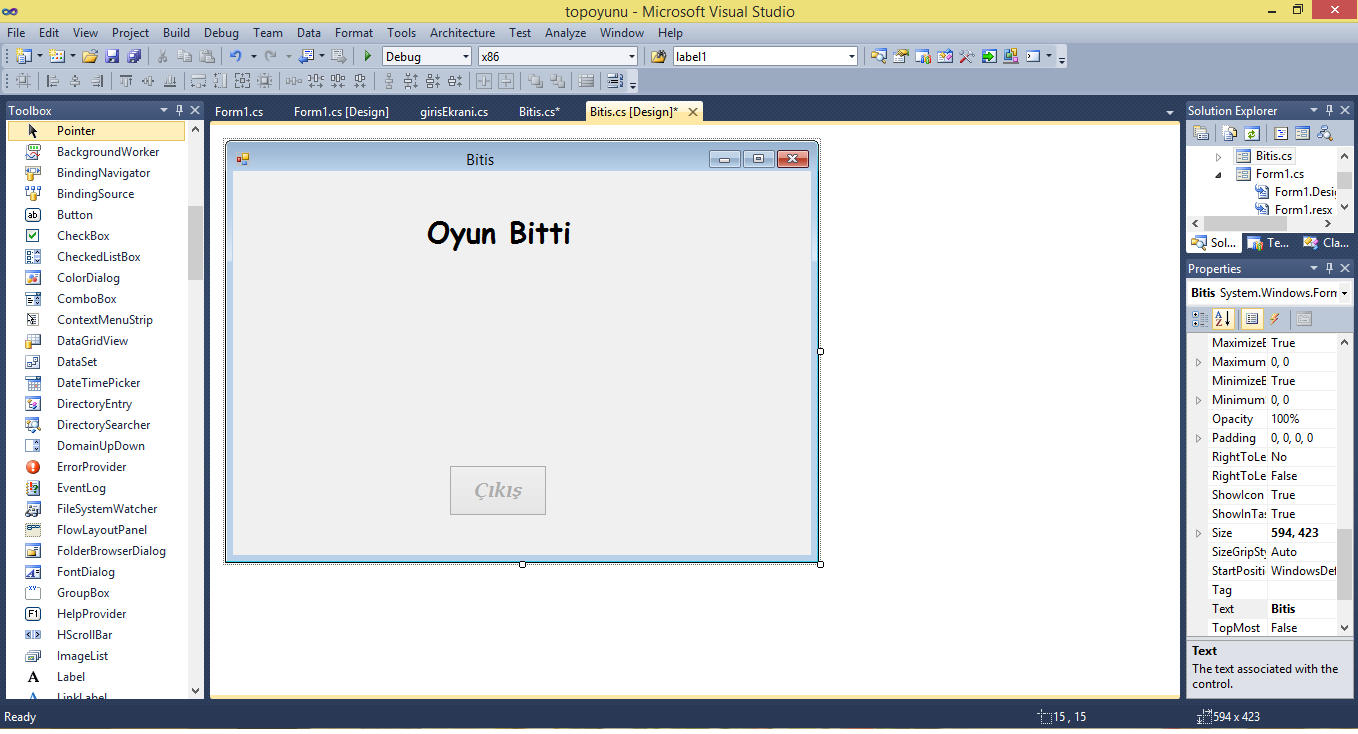 topoyunu - Microsoft Visual Studio
File Edit View Project Build Debug Team Data Format Tools Architecture Test Analyze Window Help
Debug x86 label1
Toolbox
Form1.cs Form1.cs [Design] girisEkrani.cs Bitis.cs* Bitis.cs [Design]*
Solution Explorer
Pointer
BackgroundWorker
BindingNavigator
BindingSource
Button
CheckBox
CheckedListBox
ColorDialog
ComboBox
ContextMenuStrip
DataGridView
DataSet
DateTimePicker
DirectoryEntry
DirectorySearcher
DomainUpDown
ErrorProvider
EventLog
FileSystemWatcher
FlowLayoutPanel
FolderBrowserDialog
FontDialog
GroupBox
HelpProvider
HScrollBar
ImageList
Label
LinkLabel
Bitis
Oyun Bitti
Çıkış
Bitis.cs
Form1.cs
Form1.Desi
Form1.resx
Sol... Te... Cla...
Properties
Bitis System.Windows.Form
MaximizeB True
Maximum 0, 0
MinimizeB True
Minimum 0, 0
Opacity 100%
Padding 0, 0, 0, 0
RightToLe No
RightToLe False
ShowIcon True
ShowInTas True
Size 594, 423
SizeGripSty Auto
StartPositi WindowsDef
Tag
Text Bitis
TopMost False
Text
The text associated with the
control.
Ready 15 , 15 594 x 423